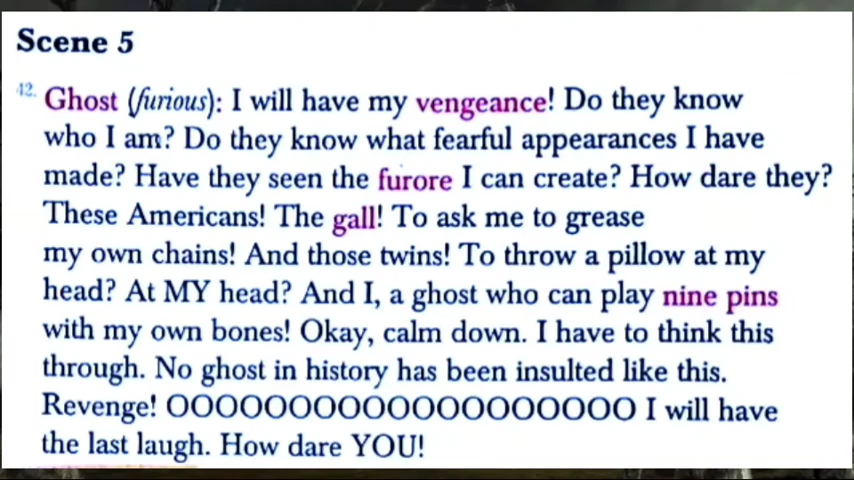 Scene 5
42. Ghost (furious): I will have my vengeance! Do they know
who I am? Do they know what fearful appearances I have
made? Have they seen the furore I can create? How dare they?
These Americans! The gall! To ask me to grease
my own chains! And those twins! To throw a pillow at my
head? At MY head? And I, a ghost who can play nine pins
with my own bones! Okay, calm down. I have to think this
through. No ghost in history has been insulted like this.
Revenge! OOOOOOOOOOOOOOOOOOO I will have
the last laugh. How dare YOU!